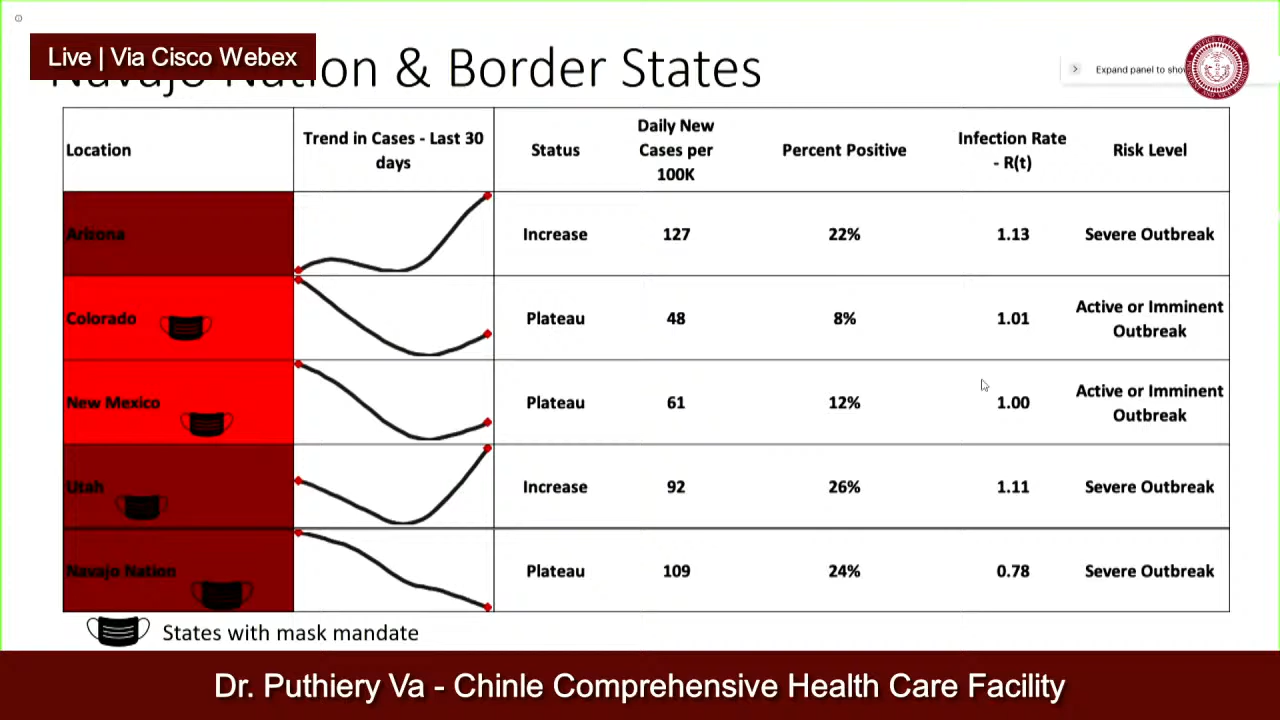 Live | Via Cisco Webex
Navajo Nation & Border States
Expand panel to
Location
Trend in Cases - Last 30
days
Status
Daily New
Cases per
100K
Percent Positive
Infection Rate
- R(t)
Risk Level
Arizona
Increase
127
22%
1.13
Severe Outbreak
Colorado
Plateau
48
8%
1.01
Active or Imminent
Outbreak
New Mexico
Plateau
61
12%
1.00
Active or Imminent
Outbreak
Utah
Increase
92
26%
1.11
Severe Outbreak
Navajo Nation
Plateau
109
24%
0.78
Severe Outbreak
States with mask mandate
Dr. Puthiery Va - Chinle Comprehensive Health Care Facility